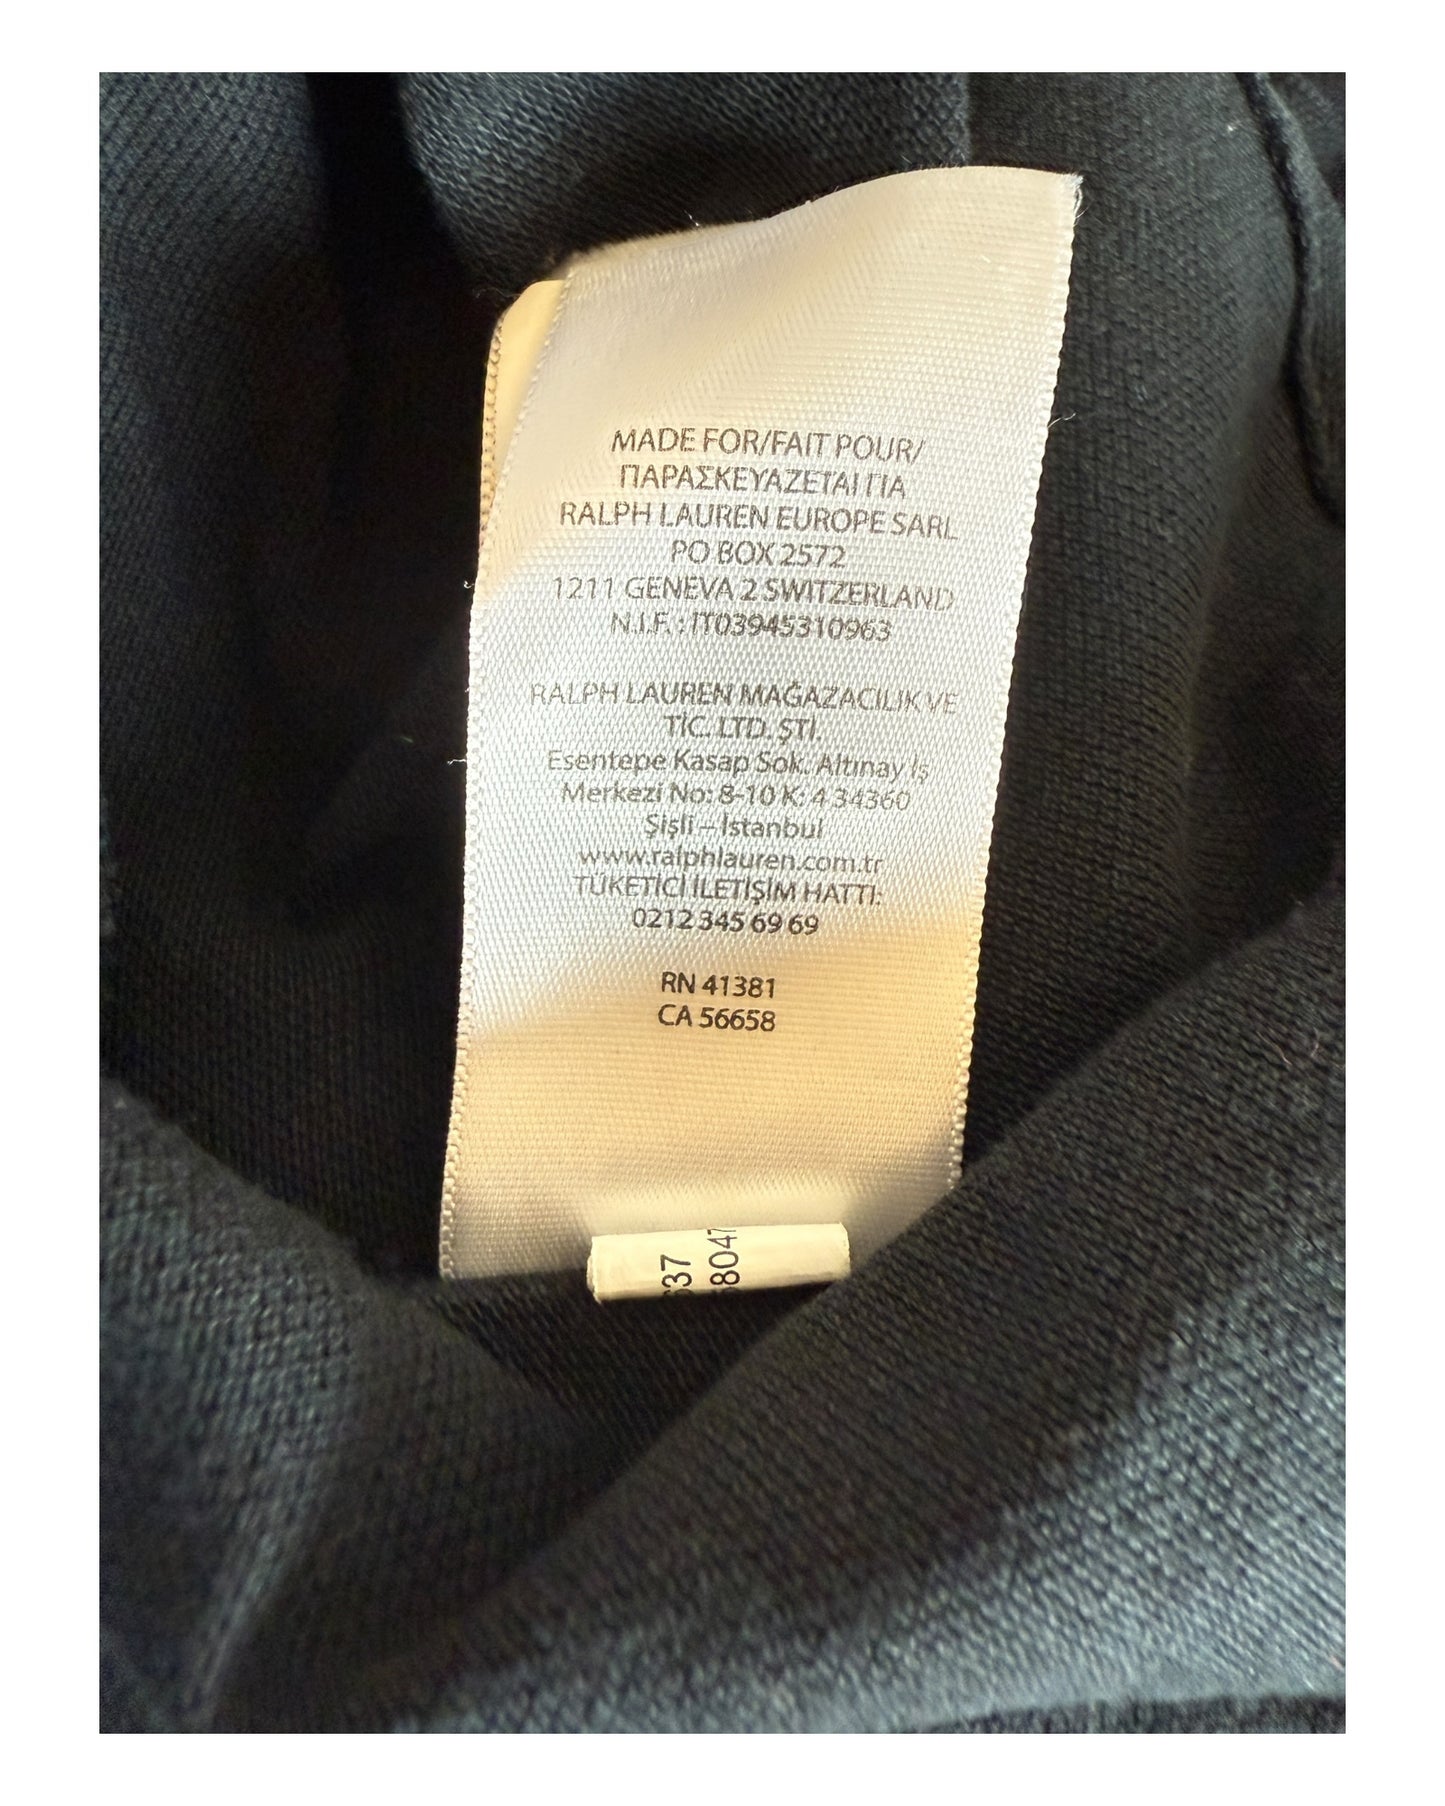 MADE FOR/FAIT POUR/
ΠΑΡΑΣΚΕΥΑΖΕΤΑΙ ΓΙΑ
RALPH LAUREN EUROPE SARL
PO BOX 2572
1211 GENEVA 2 SWITZERLAND
N.I.F. : IT03945310963
RALPH LAUREN MAĞAZACILIK VE
TİC. LTD. ŞTİ.
Esentepe Kasap Sok. Altınay İş
Merkezi No: 8-10 K: 4 34360
Şişli – İstanbul
www.ralphlauren.com.tr
TÜKETİCİ İLETİŞİM HATTI:
0212 345 69 69
RN 41381
CA 56658